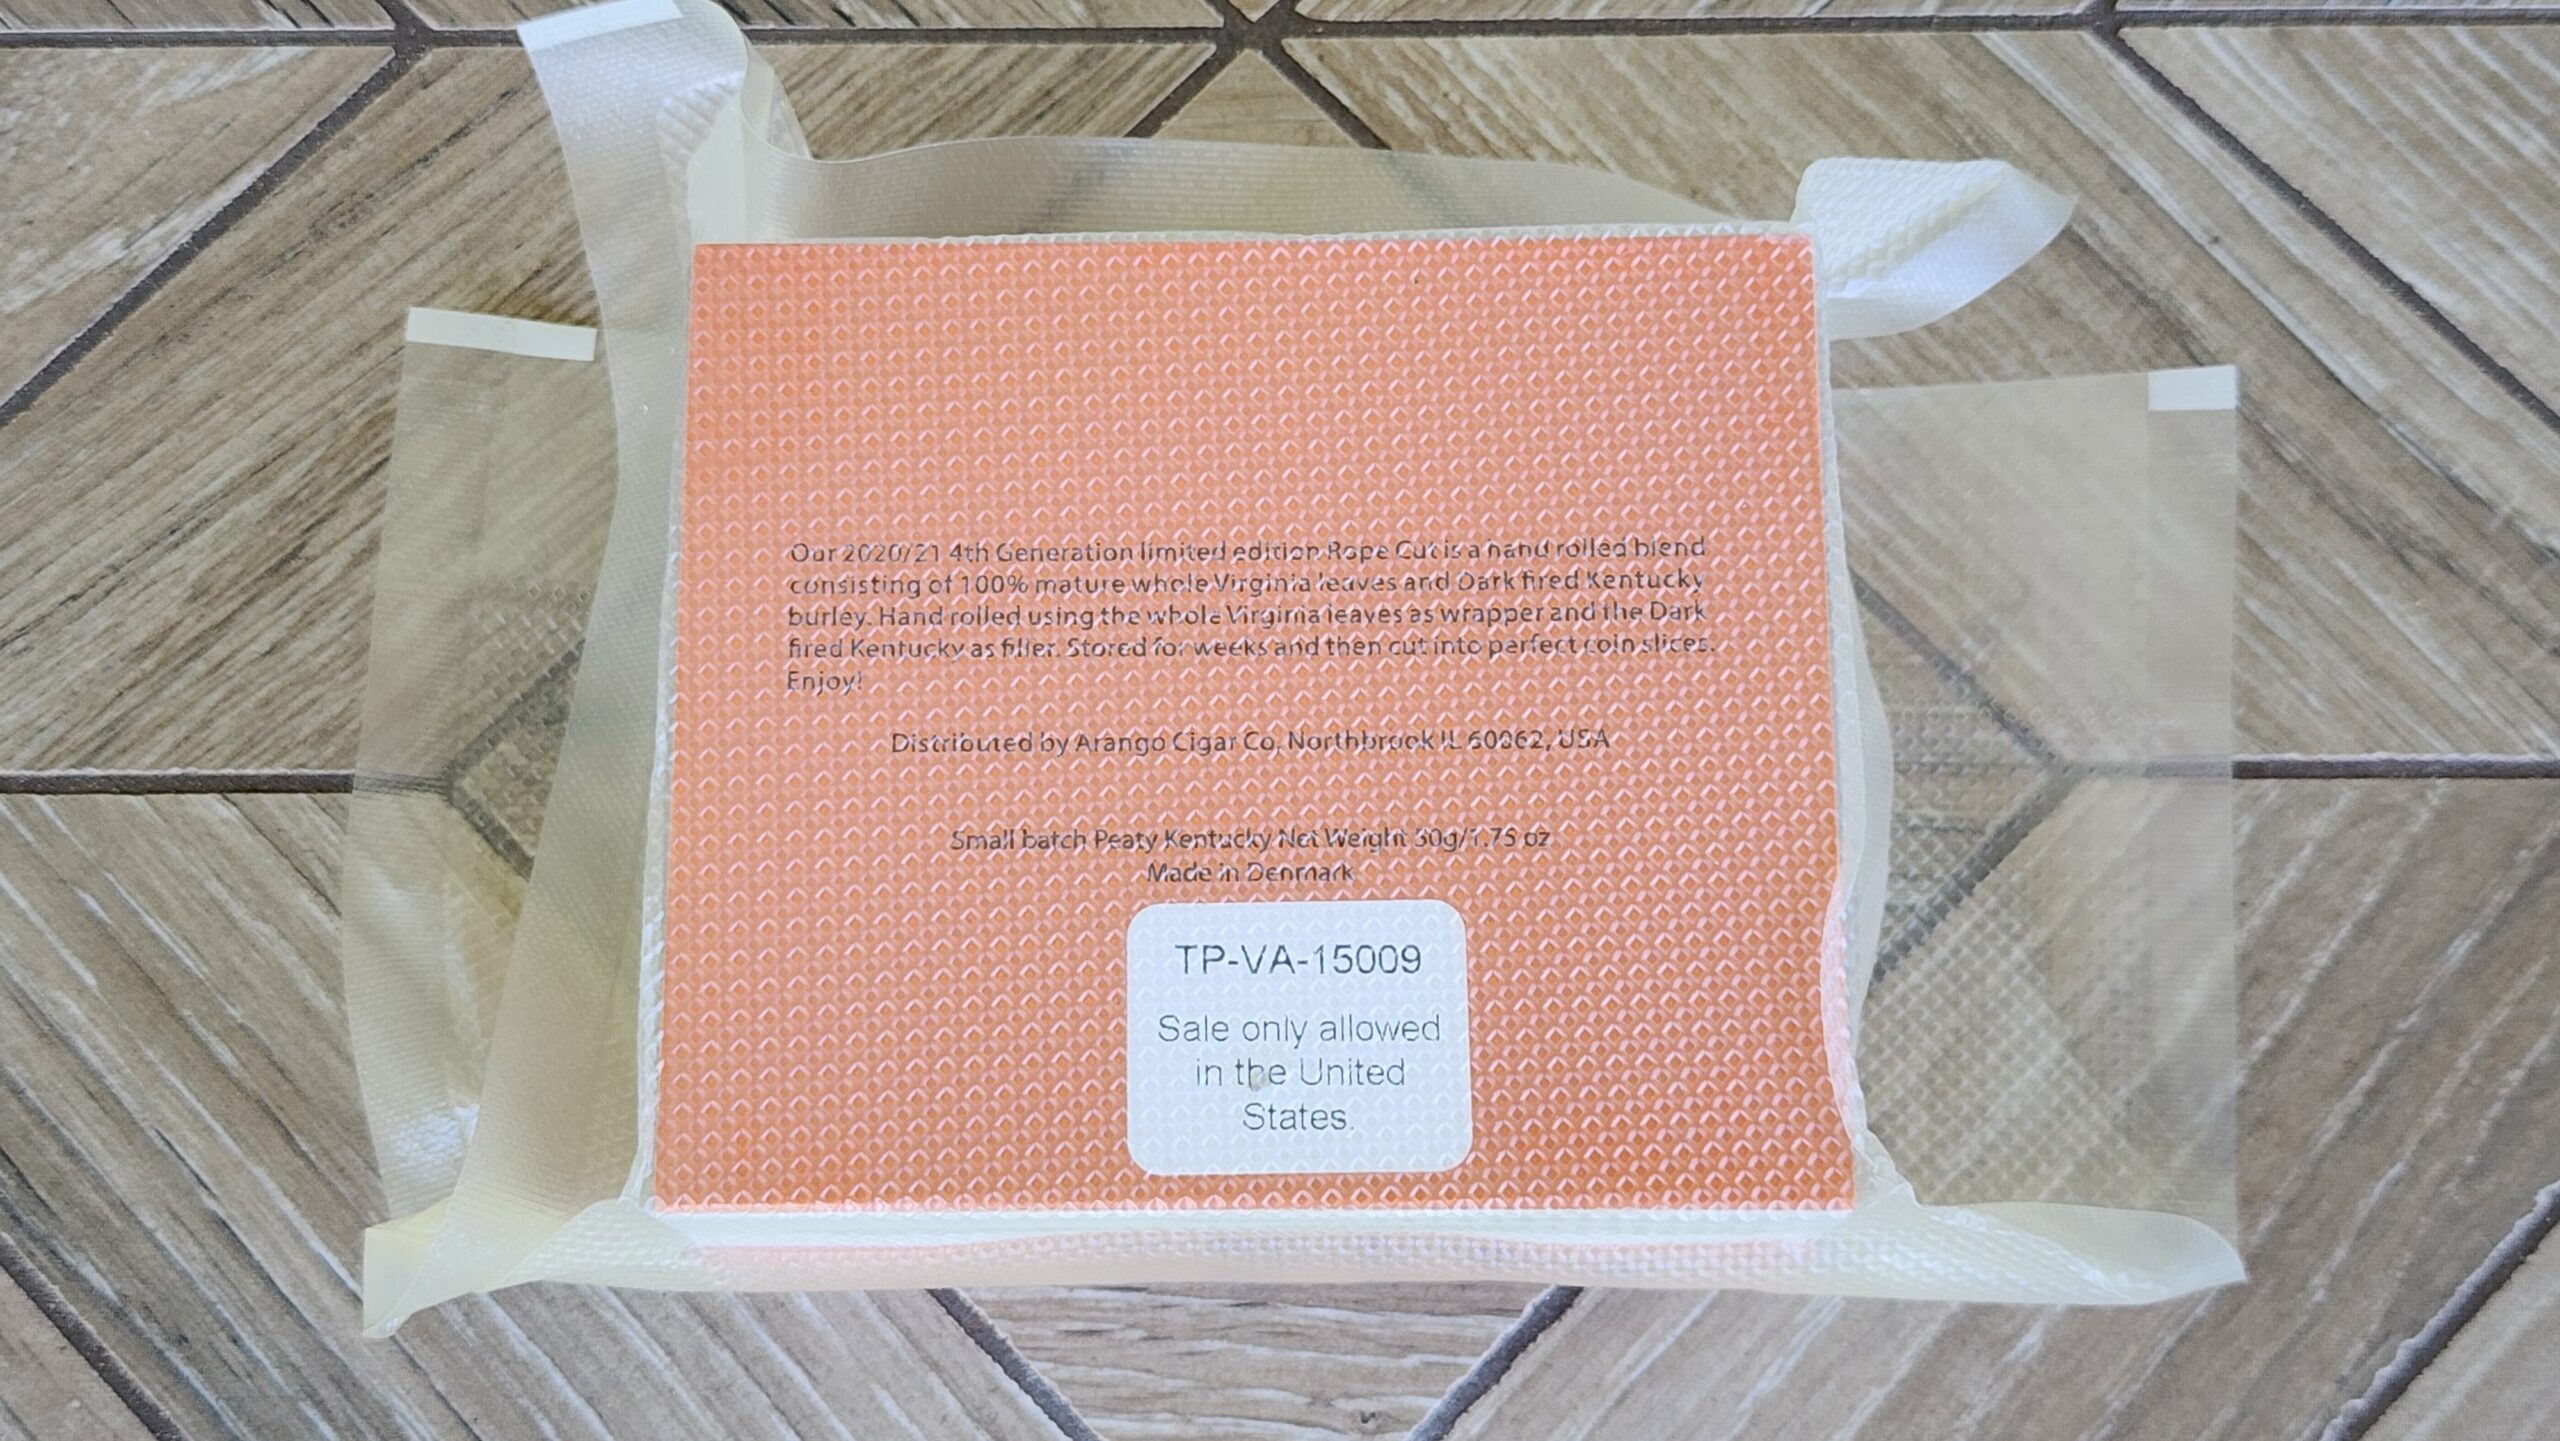 Our 2020/21 4th Generation limited edition Rope Cut is a hand rolled blend
consisting of 100% mature whole Virginia leaves and Dark fired Kentucky
burley. Hand rolled using the whole Virginia leaves as wrapper and the Dark
fired Kentucky as filler. Stored for weeks and then cut into perfect coin slices.
Enjoy!
Distributed by Arango Cigar Co, Northbrook IL 60062, USA
Small batch Peaty Kentucky Net Weight 50g/1.75 oz
Made in Denmark
TP-VA-15009
Sale only allowed
in the United
States.